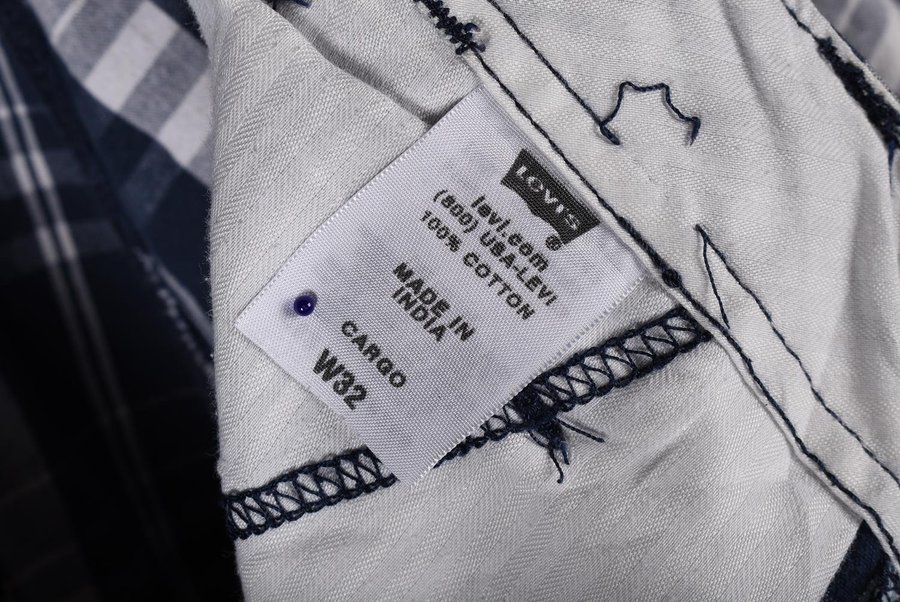 LEVI'S ®
levi.com
(800) USA-LEVI
100% COTTON
MADE IN
INDIA
CARGO
W32